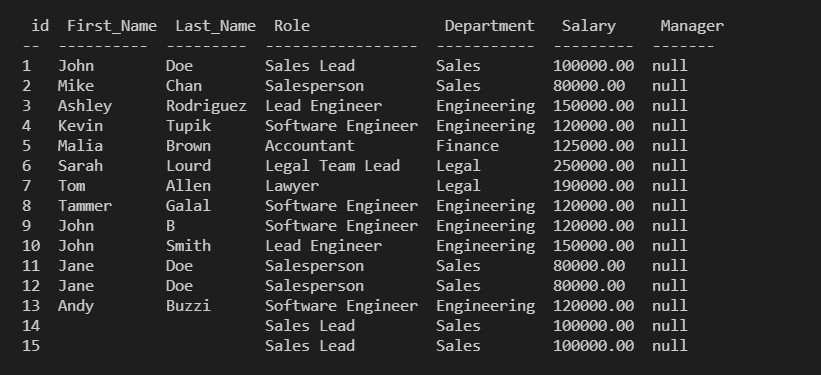 id  First_Name  Last_Name  Role               Department   Salary     Manager
--  ----------  ---------  -----------------  -----------  ---------  -------
1   John        Doe        Sales Lead         Sales        100000.00  null
2   Mike        Chan       Salesperson        Sales        80000.00   null
3   Ashley      Rodriguez  Lead Engineer      Engineering  150000.00  null
4   Kevin       Tupik      Software Engineer  Engineering  120000.00  null
5   Malia       Brown      Accountant         Finance      125000.00  null
6   Sarah       Lourd      Legal Team Lead    Legal        250000.00  null
7   Tom         Allen      Lawyer             Legal        190000.00  null
8   Tammer      Galal      Software Engineer  Engineering  120000.00  null
9   John        B          Software Engineer  Engineering  120000.00  null
10  John        Smith      Lead Engineer      Engineering  150000.00  null
11  Jane        Doe        Salesperson        Sales        80000.00   null
12  Jane        Doe        Salesperson        Sales        80000.00   null
13  Andy        Buzzi      Software Engineer  Engineering  120000.00  null
14                         Sales Lead         Sales        100000.00  null
15                         Sales Lead         Sales        100000.00  null